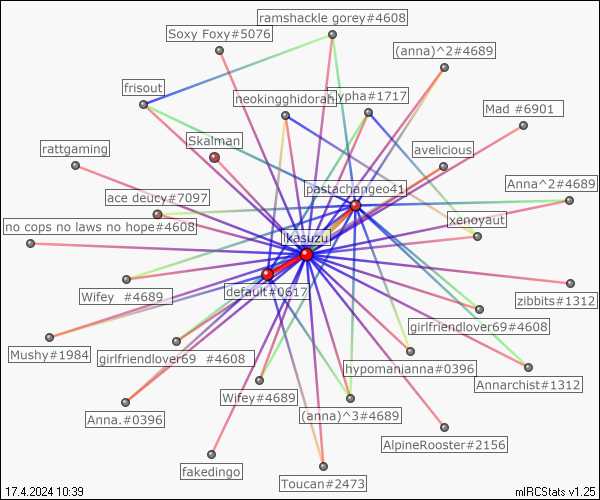 ramshackle gorey#4608
Soxy Foxy#5076
(anna)^2#4689
frisout
neokingghidorah
ypha#1717
Mad #6901
Skalman
avelicious
rattgaming
pastachangeo41
Anna^2#4689
ace deucy#7097
no cops no laws no hope#4608
xenoyaut
ikasuzu
Wifey #4689
default#0617
zibbits#1312
girlfriendlover69#4608
Mushy#1984
girlfriendlover69 #4608
hypomanianna#0396
Annarchist#1312
Wifey#4689
Anna.#0396
(anna)^3#4689
AlpineRooster#2156
fakedingo
Toucan#2473
17.4.2024 10:39
mIRCStats v1.25